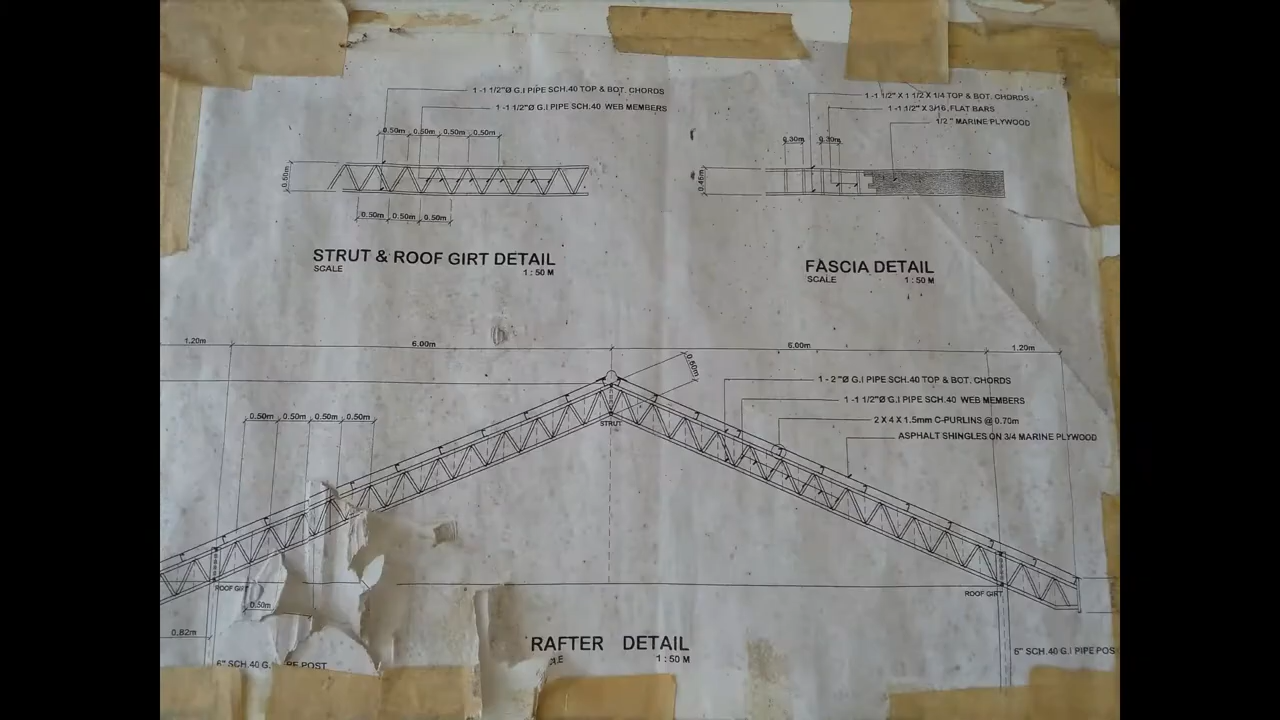 1 -1 1/2"Ø G.I PIPE SCH.40 TOP & BOT. CHORDS
1 -1 1/2"Ø G.I PIPE SCH.40 WEB MEMBERS
0.50m 0.50m 0.50m 0.50m
0.50m
0.50m 0.50m 0.50m
STRUT & ROOF GIRT DETAIL
SCALE 1 : 50 M
1 -1 1/2" X 1 1/2 X 1/4 TOP & BOT. CHORDS
1 -1 1/2" X 3/16 FLAT BARS
1/2 " MARINE PLYWOOD
0.30m 0.30m
0.45m
FASCIA DETAIL
SCALE 1 : 50 M
1.20m 6.00m 6.00m 1.20m
0.60m
1 - 2 "Ø G.I PIPE SCH.40 TOP & BOT. CHORDS
1 -1 1/2"Ø G.I PIPE SCH.40 WEB MEMBERS
2 X 4 X 1.5mm C-PURLINS @ 0.70m
ASPHALT SHINGLES ON 3/4 MARINE PLYWOOD
0.50m 0.50m 0.50m 0.50m
STRUT
ROOF GIRT
0.50m
ROOF GIRT
0.82m
6" SCH.40 G. PE POST
6" SCH.40 G.I PIPE POS
RAFTER DETAIL
1 : 50 M